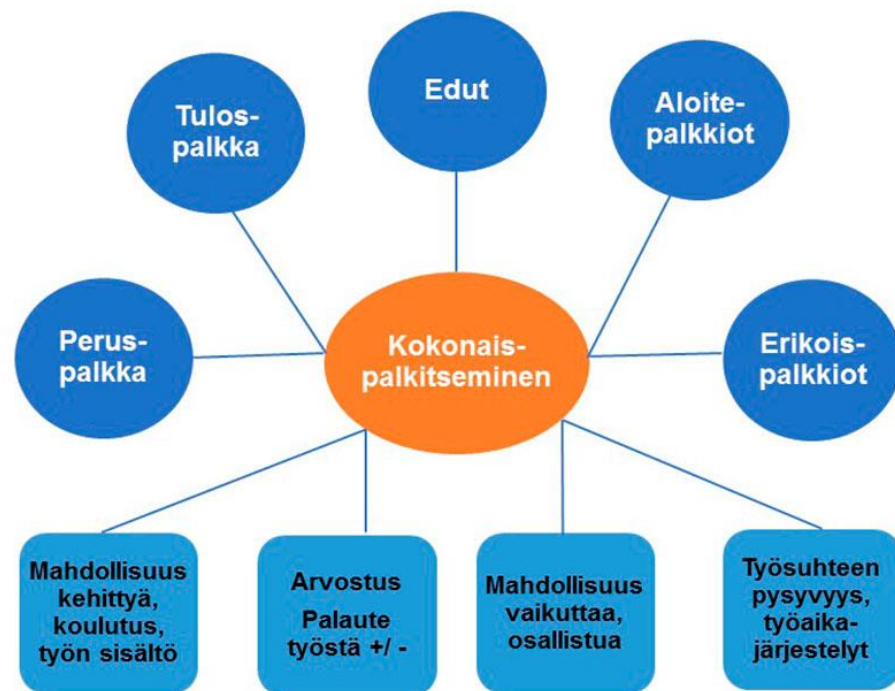 Edut
Tulos-
palkka
Aloite-
palkkiot
Perus-
palkka
Kokonais-
palkitseminen
Erikois-
palkkiot
Mahdollisuus
kehittyä,
koulutus,
työn sisältö
Arvostus
Palaute
työstä +/ -
Mahdollisuus
vaikuttaa,
osallistua
Työsuhteen
pysyvyys,
työaika-
järjestelyt